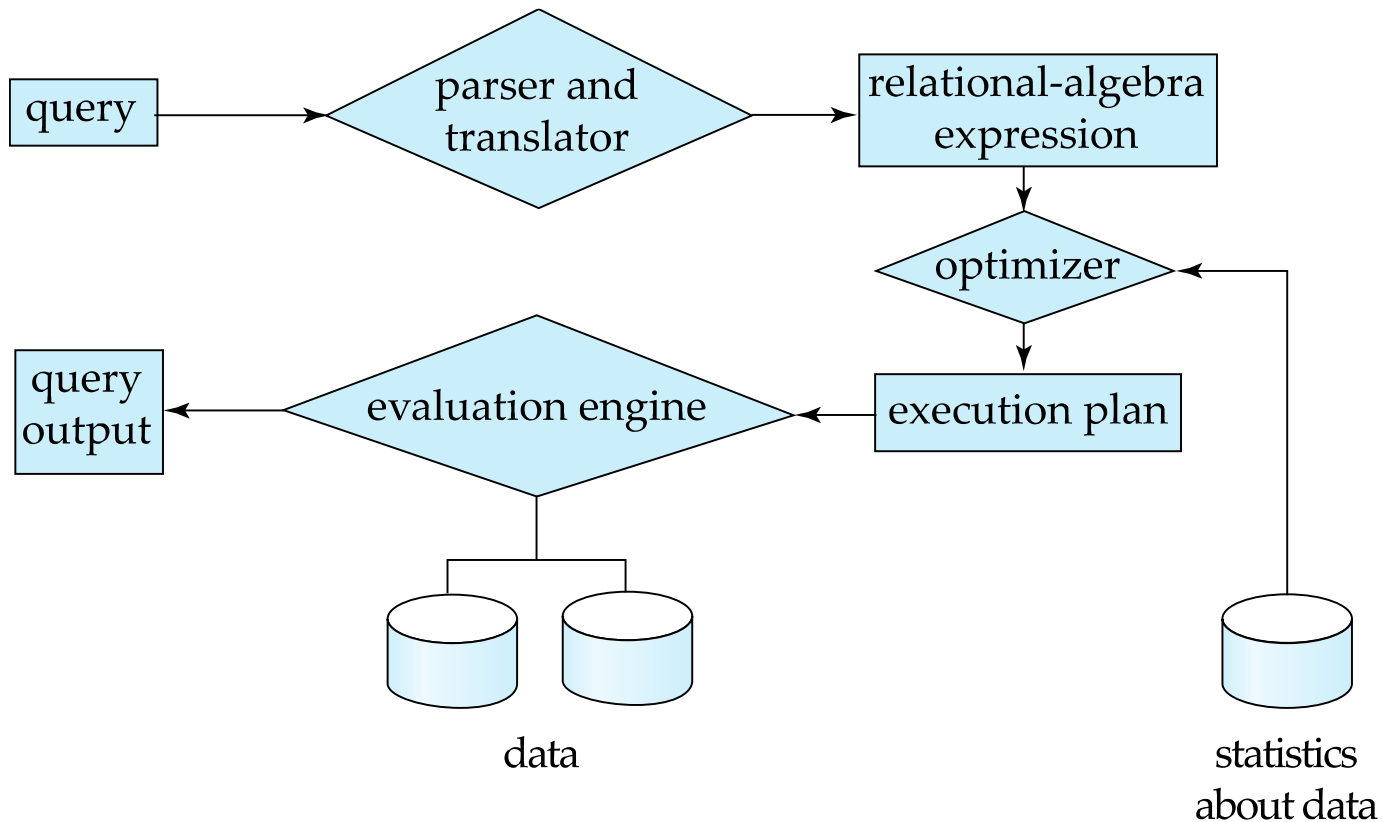 query
parser and
translator
relational-algebra
expression
optimizer
query
output
evaluation engine
execution plan
data
statistics
about data